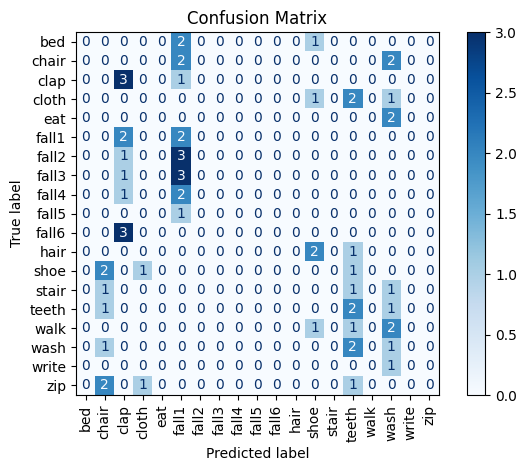 Confusion Matrix
True label
bed 0 0 0 0 0 2 0 0 0 0 0 0 1 0 0 0 0 0 0
chair 0 0 0 0 0 2 0 0 0 0 0 0 0 0 0 0 2 0 0
clap 0 0 3 0 0 1 0 0 0 0 0 0 0 0 0 0 0 0 0
cloth 0 0 0 0 0 0 0 0 0 0 0 0 1 0 2 0 1 0 0
eat 0 0 0 0 0 0 0 0 0 0 0 0 0 0 0 0 2 0 0
fall1 0 0 2 0 0 2 0 0 0 0 0 0 0 0 0 0 0 0 0
fall2 0 0 1 0 0 3 0 0 0 0 0 0 0 0 0 0 0 0 0
fall3 0 0 1 0 0 3 0 0 0 0 0 0 0 0 0 0 0 0 0
fall4 0 0 1 0 0 2 0 0 0 0 0 0 0 0 0 0 0 0 0
fall5 0 0 0 0 0 1 0 0 0 0 0 0 0 0 0 0 0 0 0
fall6 0 0 3 0 0 0 0 0 0 0 0 0 0 0 0 0 0 0 0
hair 0 0 0 0 0 0 0 0 0 0 0 0 2 0 1 0 0 0 0
shoe 0 2 0 1 0 0 0 0 0 0 0 0 0 0 1 0 0 0 0
stair 0 1 0 0 0 0 0 0 0 0 0 0 0 0 1 0 1 0 0
teeth 0 1 0 0 0 0 0 0 0 0 0 0 0 0 2 0 1 0 0
walk 0 0 0 0 0 0 0 0 0 0 0 0 1 0 1 0 2 0 0
wash 0 1 0 0 0 0 0 0 0 0 0 0 0 0 2 0 1 0 0
write 0 0 0 0 0 0 0 0 0 0 0 0 0 0 0 0 1 0 0
zip 0 2 0 1 0 0 0 0 0 0 0 0 0 0 1 0 0 0 0
bed chair clap cloth eat fall1 fall2 fall3 fall4 fall5 fall6 hair shoe stair teeth walk wash write zip
Predicted label
3.0
2.5
2.0
1.5
1.0
0.5
0.0